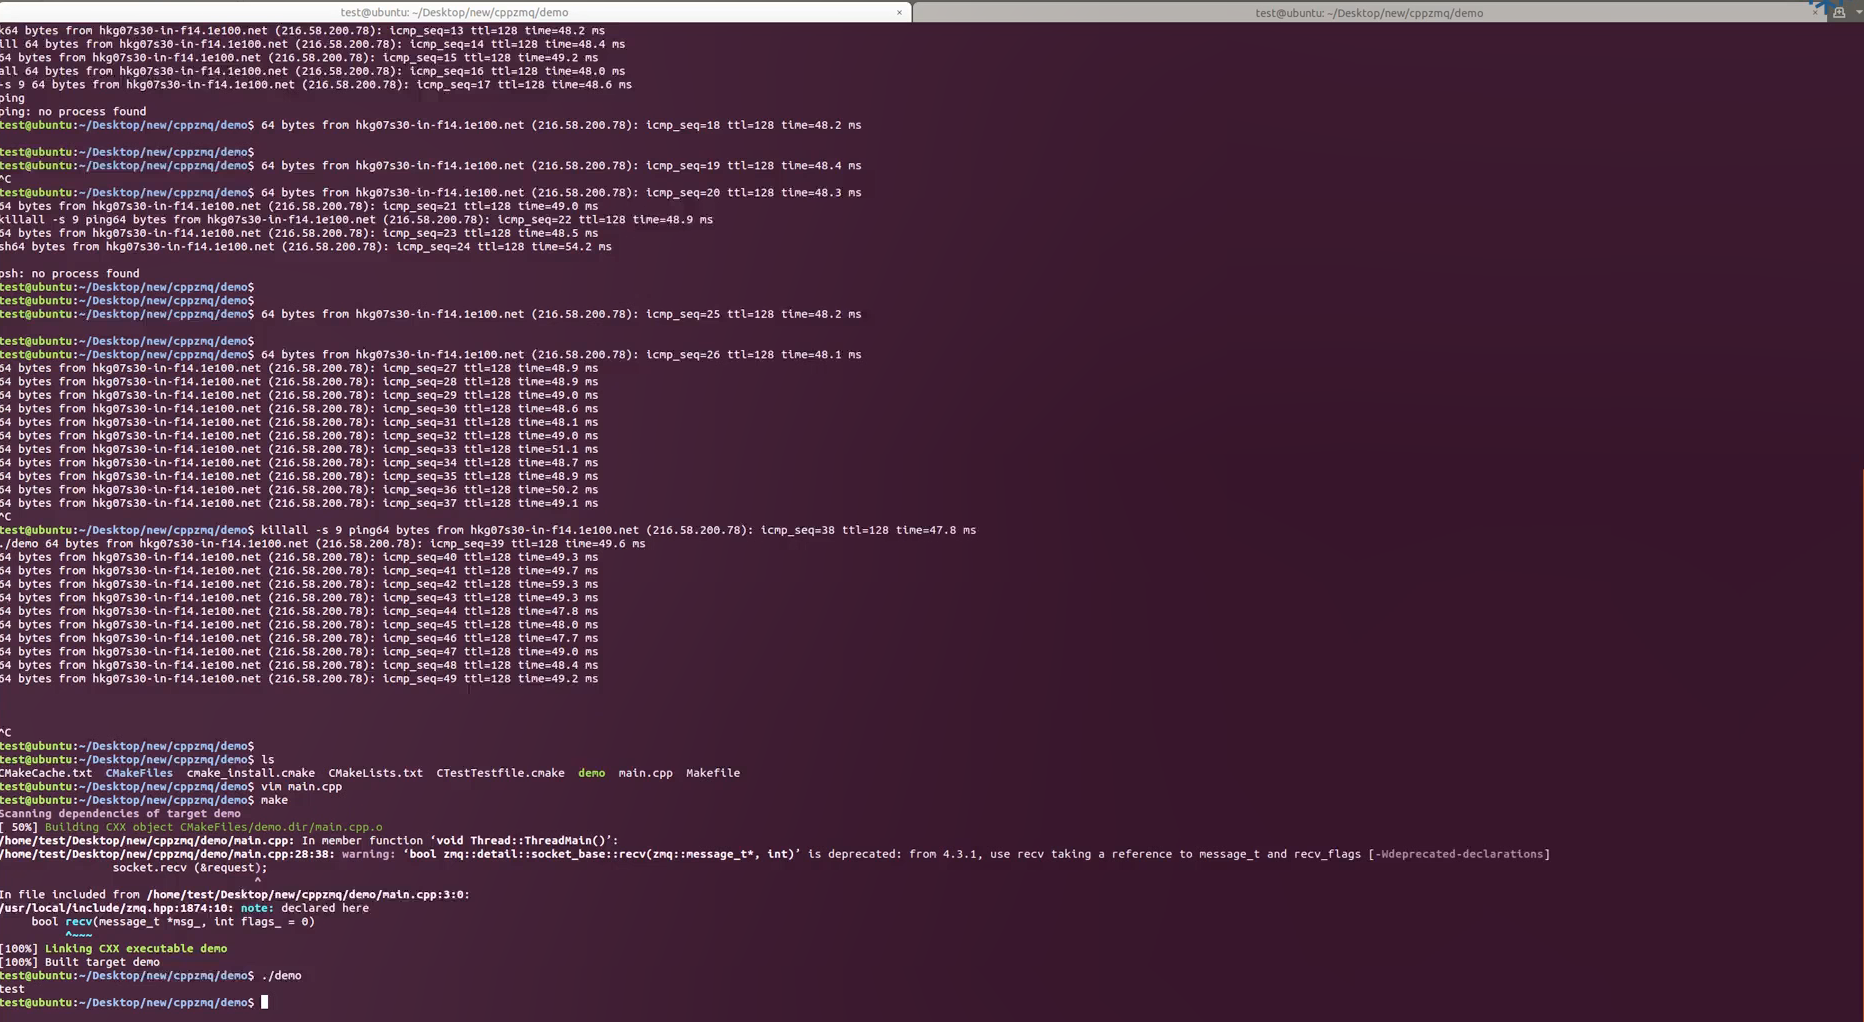 test@ubuntu: ~/Desktop/new/cppzmq/demo
test@ubuntu: ~/Desktop/new/cppzmq/demo
k64 bytes from hkg07s30-in-f14.1e100.net (216.58.200.78): icmp_seq=13 ttl=128 time=48.2 ms
ill 64 bytes from hkg07s30-in-f14.1e100.net (216.58.200.78): icmp_seq=14 ttl=128 time=48.4 ms
64 bytes from hkg07s30-in-f14.1e100.net (216.58.200.78): icmp_seq=15 ttl=128 time=49.2 ms
all 64 bytes from hkg07s30-in-f14.1e100.net (216.58.200.78): icmp_seq=16 ttl=128 time=48.0 ms
-s 9 64 bytes from hkg07s30-in-f14.1e100.net (216.58.200.78): icmp_seq=17 ttl=128 time=48.6 ms
ping
ping: no process found
test@ubuntu:~/Desktop/new/cppzmq/demo$ 64 bytes from hkg07s30-in-f14.1e100.net (216.58.200.78): icmp_seq=18 ttl=128 time=48.2 ms
test@ubuntu:~/Desktop/new/cppzmq/demo$
test@ubuntu:~/Desktop/new/cppzmq/demo$ 64 bytes from hkg07s30-in-f14.1e100.net (216.58.200.78): icmp_seq=19 ttl=128 time=48.4 ms
^C
test@ubuntu:~/Desktop/new/cppzmq/demo$ 64 bytes from hkg07s30-in-f14.1e100.net (216.58.200.78): icmp_seq=20 ttl=128 time=48.3 ms
64 bytes from hkg07s30-in-f14.1e100.net (216.58.200.78): icmp_seq=21 ttl=128 time=49.0 ms
killall -s 9 ping64 bytes from hkg07s30-in-f14.1e100.net (216.58.200.78): icmp_seq=22 ttl=128 time=48.9 ms
64 bytes from hkg07s30-in-f14.1e100.net (216.58.200.78): icmp_seq=23 ttl=128 time=48.5 ms
sh64 bytes from hkg07s30-in-f14.1e100.net (216.58.200.78): icmp_seq=24 ttl=128 time=54.2 ms
psh: no process found
test@ubuntu:~/Desktop/new/cppzmq/demo$
test@ubuntu:~/Desktop/new/cppzmq/demo$
test@ubuntu:~/Desktop/new/cppzmq/demo$ 64 bytes from hkg07s30-in-f14.1e100.net (216.58.200.78): icmp_seq=25 ttl=128 time=48.2 ms
test@ubuntu:~/Desktop/new/cppzmq/demo$
test@ubuntu:~/Desktop/new/cppzmq/demo$ 64 bytes from hkg07s30-in-f14.1e100.net (216.58.200.78): icmp_seq=26 ttl=128 time=48.1 ms
64 bytes from hkg07s30-in-f14.1e100.net (216.58.200.78): icmp_seq=27 ttl=128 time=48.9 ms
64 bytes from hkg07s30-in-f14.1e100.net (216.58.200.78): icmp_seq=28 ttl=128 time=48.9 ms
64 bytes from hkg07s30-in-f14.1e100.net (216.58.200.78): icmp_seq=29 ttl=128 time=49.0 ms
64 bytes from hkg07s30-in-f14.1e100.net (216.58.200.78): icmp_seq=30 ttl=128 time=48.6 ms
64 bytes from hkg07s30-in-f14.1e100.net (216.58.200.78): icmp_seq=31 ttl=128 time=48.1 ms
64 bytes from hkg07s30-in-f14.1e100.net (216.58.200.78): icmp_seq=32 ttl=128 time=49.0 ms
64 bytes from hkg07s30-in-f14.1e100.net (216.58.200.78): icmp_seq=33 ttl=128 time=51.1 ms
64 bytes from hkg07s30-in-f14.1e100.net (216.58.200.78): icmp_seq=34 ttl=128 time=48.7 ms
64 bytes from hkg07s30-in-f14.1e100.net (216.58.200.78): icmp_seq=35 ttl=128 time=48.9 ms
64 bytes from hkg07s30-in-f14.1e100.net (216.58.200.78): icmp_seq=36 ttl=128 time=50.2 ms
64 bytes from hkg07s30-in-f14.1e100.net (216.58.200.78): icmp_seq=37 ttl=128 time=49.1 ms
^C
test@ubuntu:~/Desktop/new/cppzmq/demo$ killall -s 9 ping64 bytes from hkg07s30-in-f14.1e100.net (216.58.200.78): icmp_seq=38 ttl=128 time=47.8 ms
./demo 64 bytes from hkg07s30-in-f14.1e100.net (216.58.200.78): icmp_seq=39 ttl=128 time=49.6 ms
64 bytes from hkg07s30-in-f14.1e100.net (216.58.200.78): icmp_seq=40 ttl=128 time=49.3 ms
64 bytes from hkg07s30-in-f14.1e100.net (216.58.200.78): icmp_seq=41 ttl=128 time=49.7 ms
64 bytes from hkg07s30-in-f14.1e100.net (216.58.200.78): icmp_seq=42 ttl=128 time=59.3 ms
64 bytes from hkg07s30-in-f14.1e100.net (216.58.200.78): icmp_seq=43 ttl=128 time=49.3 ms
64 bytes from hkg07s30-in-f14.1e100.net (216.58.200.78): icmp_seq=44 ttl=128 time=47.8 ms
64 bytes from hkg07s30-in-f14.1e100.net (216.58.200.78): icmp_seq=45 ttl=128 time=48.0 ms
64 bytes from hkg07s30-in-f14.1e100.net (216.58.200.78): icmp_seq=46 ttl=128 time=47.7 ms
64 bytes from hkg07s30-in-f14.1e100.net (216.58.200.78): icmp_seq=47 ttl=128 time=49.0 ms
64 bytes from hkg07s30-in-f14.1e100.net (216.58.200.78): icmp_seq=48 ttl=128 time=48.4 ms
64 bytes from hkg07s30-in-f14.1e100.net (216.58.200.78): icmp_seq=49 ttl=128 time=49.2 ms
^C
test@ubuntu:~/Desktop/new/cppzmq/demo$
test@ubuntu:~/Desktop/new/cppzmq/demo$ ls
CMakeCache.txt  CMakeFiles  cmake_install.cmake  CMakeLists.txt  CTestTestfile.cmake  demo  main.cpp  Makefile
test@ubuntu:~/Desktop/new/cppzmq/demo$ vim main.cpp
test@ubuntu:~/Desktop/new/cppzmq/demo$ make
Scanning dependencies of target demo
[ 50%] Building CXX object CMakeFiles/demo.dir/main.cpp.o
/home/test/Desktop/new/cppzmq/demo/main.cpp: In member function ‘void Thread::ThreadMain()’:
/home/test/Desktop/new/cppzmq/demo/main.cpp:28:38: warning: ‘bool zmq::detail::socket_base::recv(zmq::message_t*, int)’ is deprecated: from 4.3.1, use recv taking a reference to message_t and recv_flags [-Wdeprecated-declarations]
socket.recv (&request);
^
In file included from /home/test/Desktop/new/cppzmq/demo/main.cpp:3:0:
/usr/local/include/zmq.hpp:1874:10: note: declared here
bool recv(message_t *msg_, int flags_ = 0)
^~~~
[100%] Linking CXX executable demo
[100%] Built target demo
test@ubuntu:~/Desktop/new/cppzmq/demo$ ./demo
test
test@ubuntu:~/Desktop/new/cppzmq/demo$